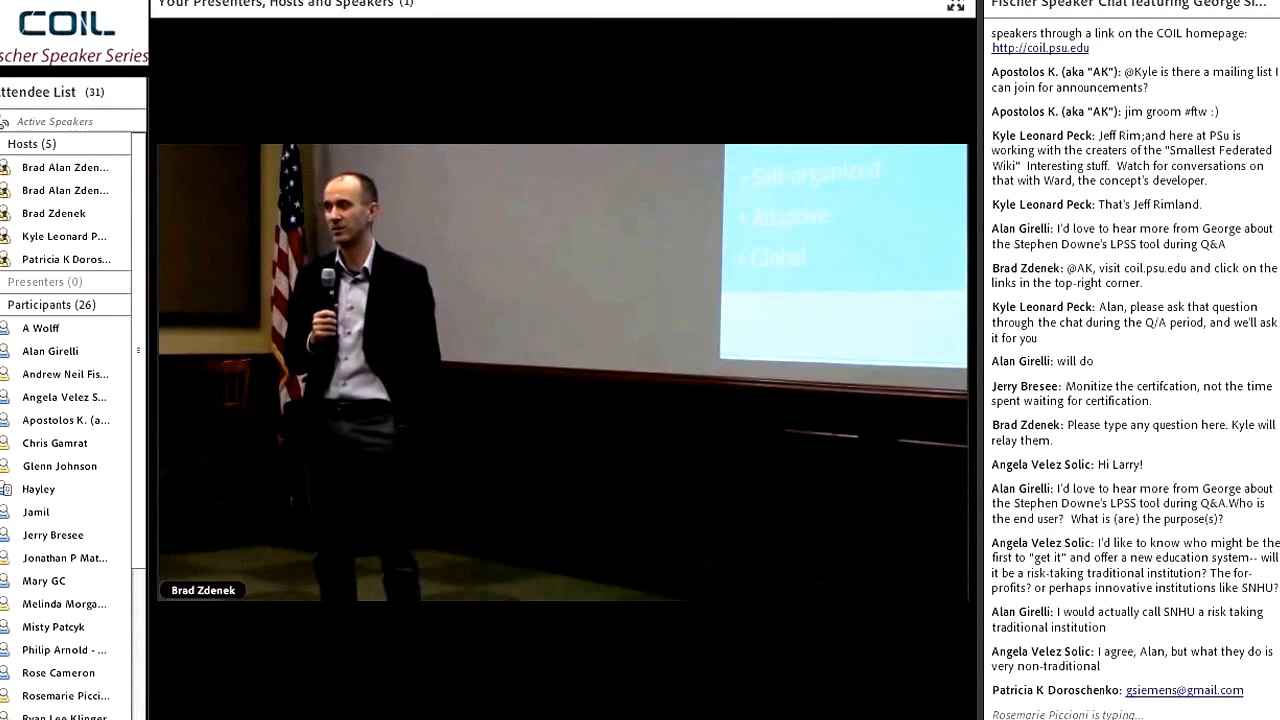 COIL
scher Speaker Series
ttendee List (31)
Active Speakers
Hosts (5)
Brad Alan Zden...
Brad Alan Zden...
Brad Zdenek
Kyle Leonard P...
Patricia K Doros...
Presenters (0)
Participants (26)
A Wolff
Alan Girelli
Andrew Neil Fis...
Angela Velez S...
Apostolos K. (a...
Chris Gamrat
Glenn Johnson
Hayley
Jamil
Jerry Bresee
Jonathan P Mat...
Mary GC
Melinda Morga...
Misty Patcyk
Philip Arnold - ...
Rose Cameron
Rosemarie Picci...
Ryan Lee Klinger
Your Presenters, Hosts and Speakers (1)
+ Self-organized
+ Adaptive
+ Global
Brad Zdenek
Fischer Speaker Chat featuring George Si...
speakers through a link on the COIL homepage:
http://coil.psu.edu
Apostolos K. (aka "AK"): @Kyle is there a mailing list I
can join for announcements?
Apostolos K. (aka "AK"): jim groom #ftw :)
Kyle Leonard Peck: Jeff Rim;and here at PSu is
working with the creators of the "Smallest Federated
Wiki" Interesting stuff. Watch for conversations on
that with Ward, the concept's developer.
Kyle Leonard Peck: That's Jeff Rimland.
Alan Girelli: I'd love to hear more from George about
the Stephen Downe's LPSS tool during Q&A
Brad Zdenek: @AK, visit coil.psu.edu and click on the
links in the top-right corner.
Kyle Leonard Peck: Alan, please ask that question
through the chat during the Q/A period, and we'll ask
it for you
Alan Girelli: will do
Jerry Bresee: Monitize the certifcation, not the time
spent waiting for certification.
Brad Zdenek: Please type any question here. Kyle will
relay them.
Angela Velez Solic: Hi Larry!
Alan Girelli: I'd love to hear more from George about
the Stephen Downe's LPSS tool during Q&A.Who is
the end user? What is (are) the purpose(s)?
Angela Velez Solic: I'd like to know who might be the
first to "get it" and offer a new education system-- will
it be a risk-taking traditional institution? The for-
profits? or perhaps innovative institutions like SNHU?
Alan Girelli: I would actually call SNHU a risk taking
traditional institution
Angela Velez Solic: I agree, Alan, but what they do is
very non-traditional
Patricia K Doroschenko: gsiemens@gmail.com
Rosemarie Piccioni is typing...